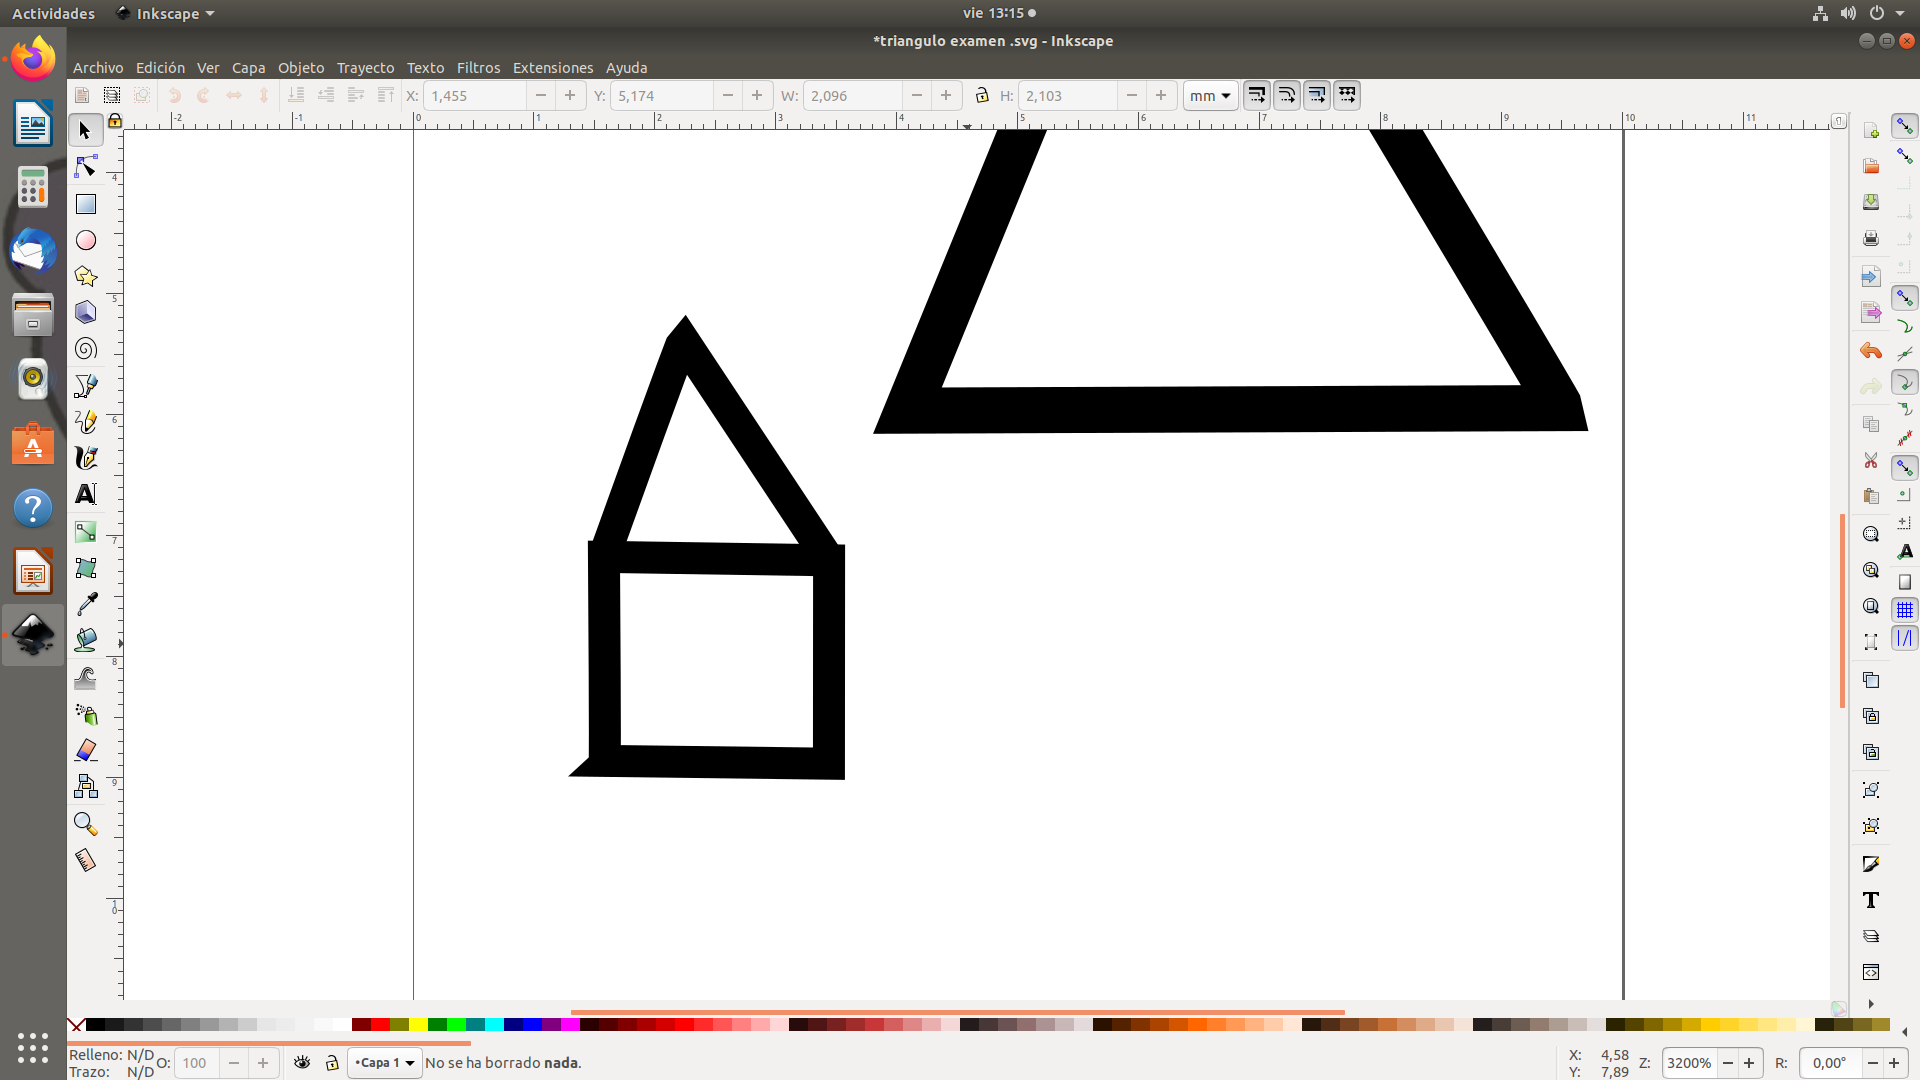 Actividades Inkscape vie 13:15
*triangulo examen .svg - Inkscape
Archivo Edición Ver Capa Objeto Trayecto Texto Filtros Extensiones Ayuda
X: 1,455 Y: 5,174 W: 2,096 H: 2,103 mm
-2 -1 0 1 2 3 4 5 6 7 8 9 10 11
4
5
6
7
8
9
10
Relleno: N/D O: 100 Capa 1 No se ha borrado nada. X: 4,58 Z: 3200% R: 0,00°
Trazo: N/D Y: 7,89